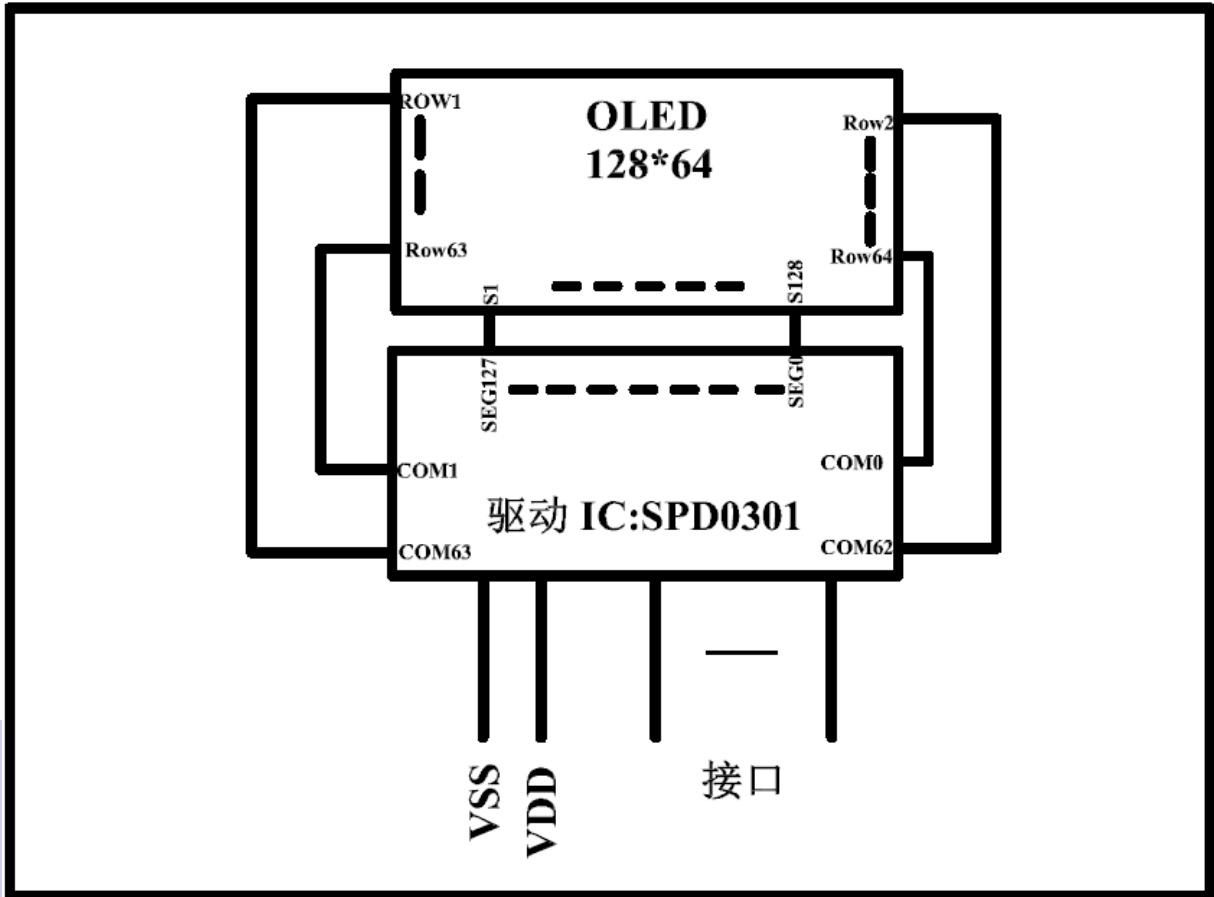 ROW1
OLED
128*64
Row2
Row63
Row64
S1
S128
SEG127
SEG0
COM1
COM0
驱动 IC:SPD0301
COM63
COM62
VSS
VDD
接口